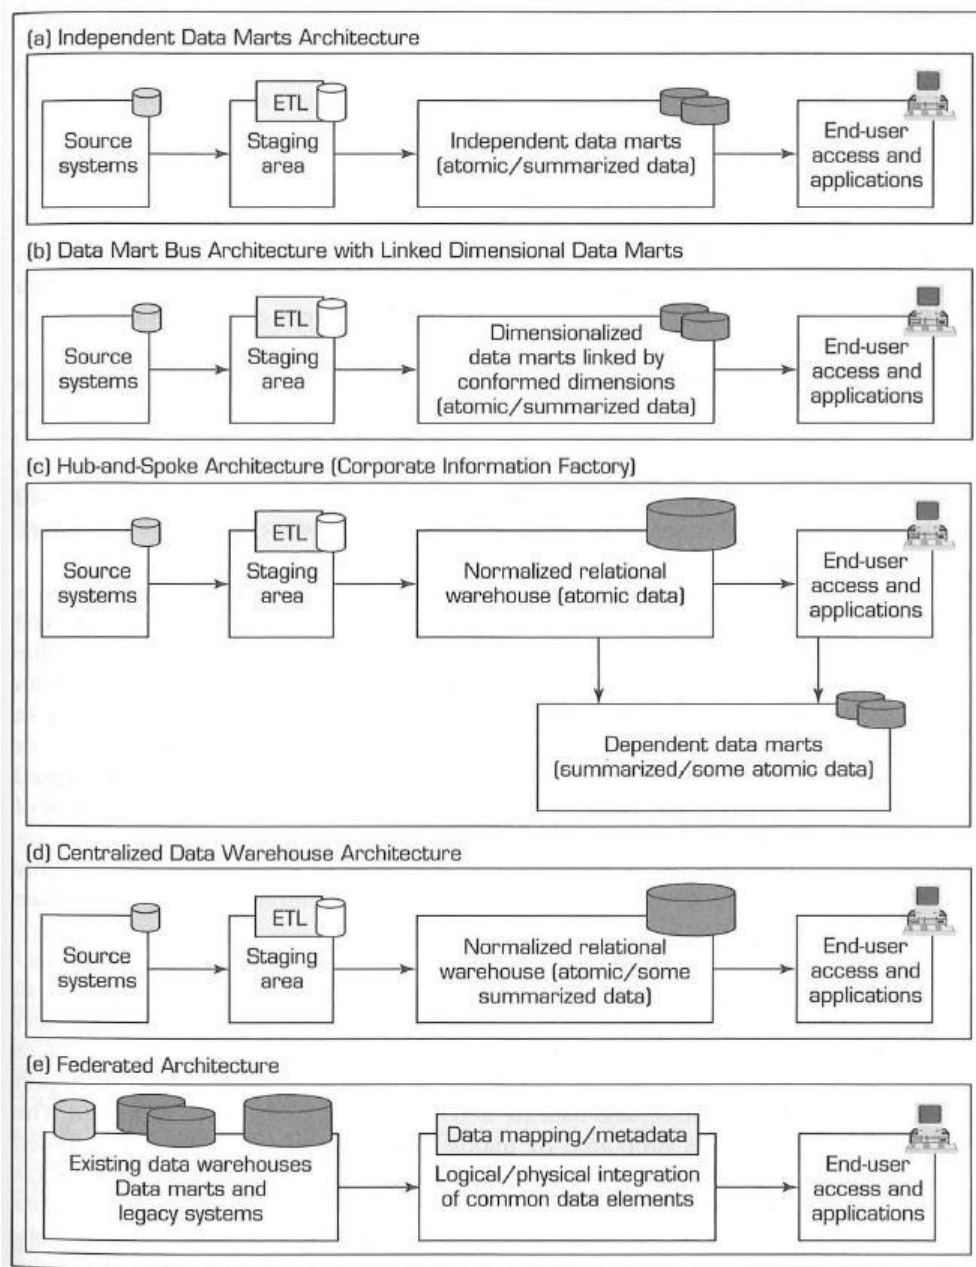 (a) Independent Data Marts Architecture
ETL
Source
systems
Staging
area
Independent data marts
(atomic/summarized data)
End-user
access and
applications
(b) Data Mart Bus Architecture with Linked Dimensional Data Marts
ETL
Source
systems
Staging
area
Dimensionalized
data marts linked by
conformed dimensions
(atomic/summarized data)
End-user
access and
applications
(c) Hub-and-Spoke Architecture (Corporate Information Factory)
ETL
Source
systems
Staging
area
Normalized relational
warehouse (atomic data)
End-user
access and
applications
Dependent data marts
(summarized/some atomic data)
(d) Centralized Data Warehouse Architecture
ETL
Source
systems
Staging
area
Normalized relational
warehouse (atomic/some
summarized data)
End-user
access and
applications
(e) Federated Architecture
Existing data warehouses
Data marts and
legacy systems
Data mapping/metadata
Logical/physical integration
of common data elements
End-user
access and
applications